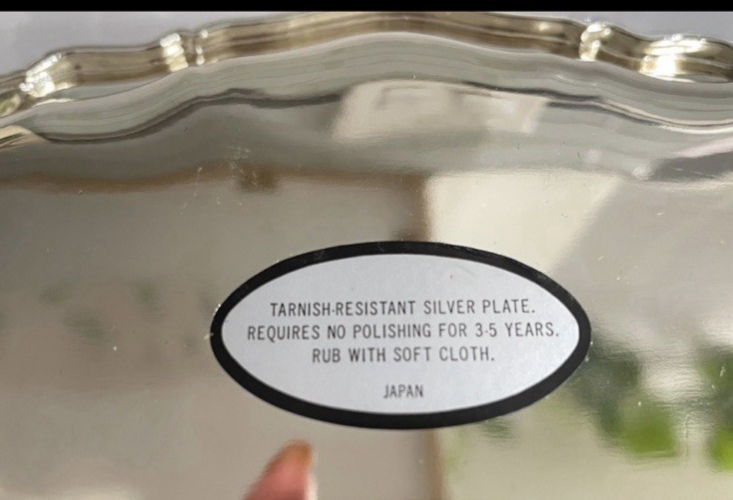 TARNISH-RESISTANT SILVER PLATE.
REQUIRES NO POLISHING FOR 3-5 YEARS.
RUB WITH SOFT CLOTH.
JAPAN